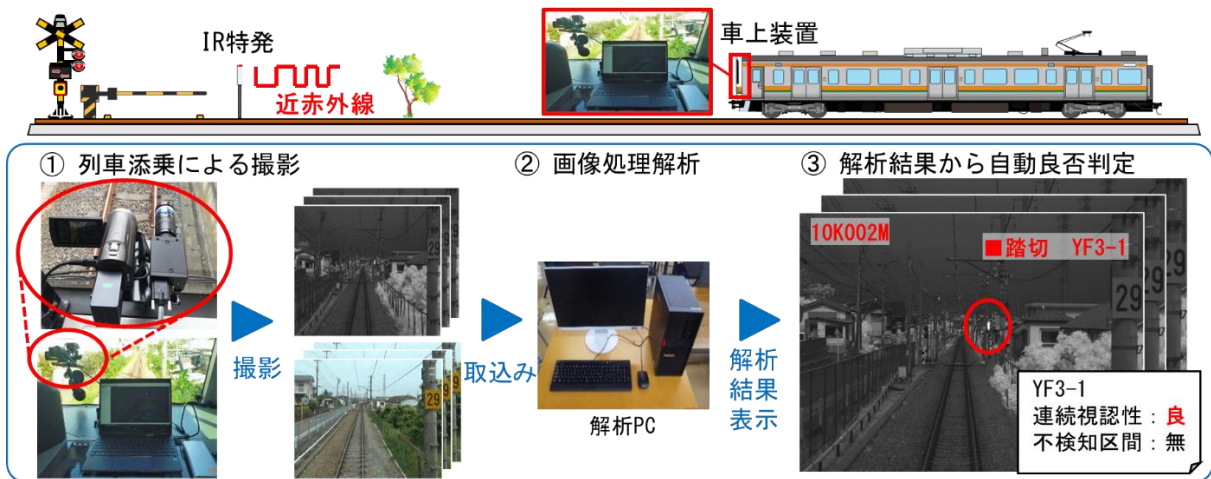 IR特発
近赤外線
車上装置
① 列車添乗による撮影
撮影
29
29
取込み
② 画像処理解析
解析PC
解析
結果
表示
③ 解析結果から自動良否判定
10K002M
■踏切 YF3-1
29
YF3-1
連続視認性：良
不検知区間：無